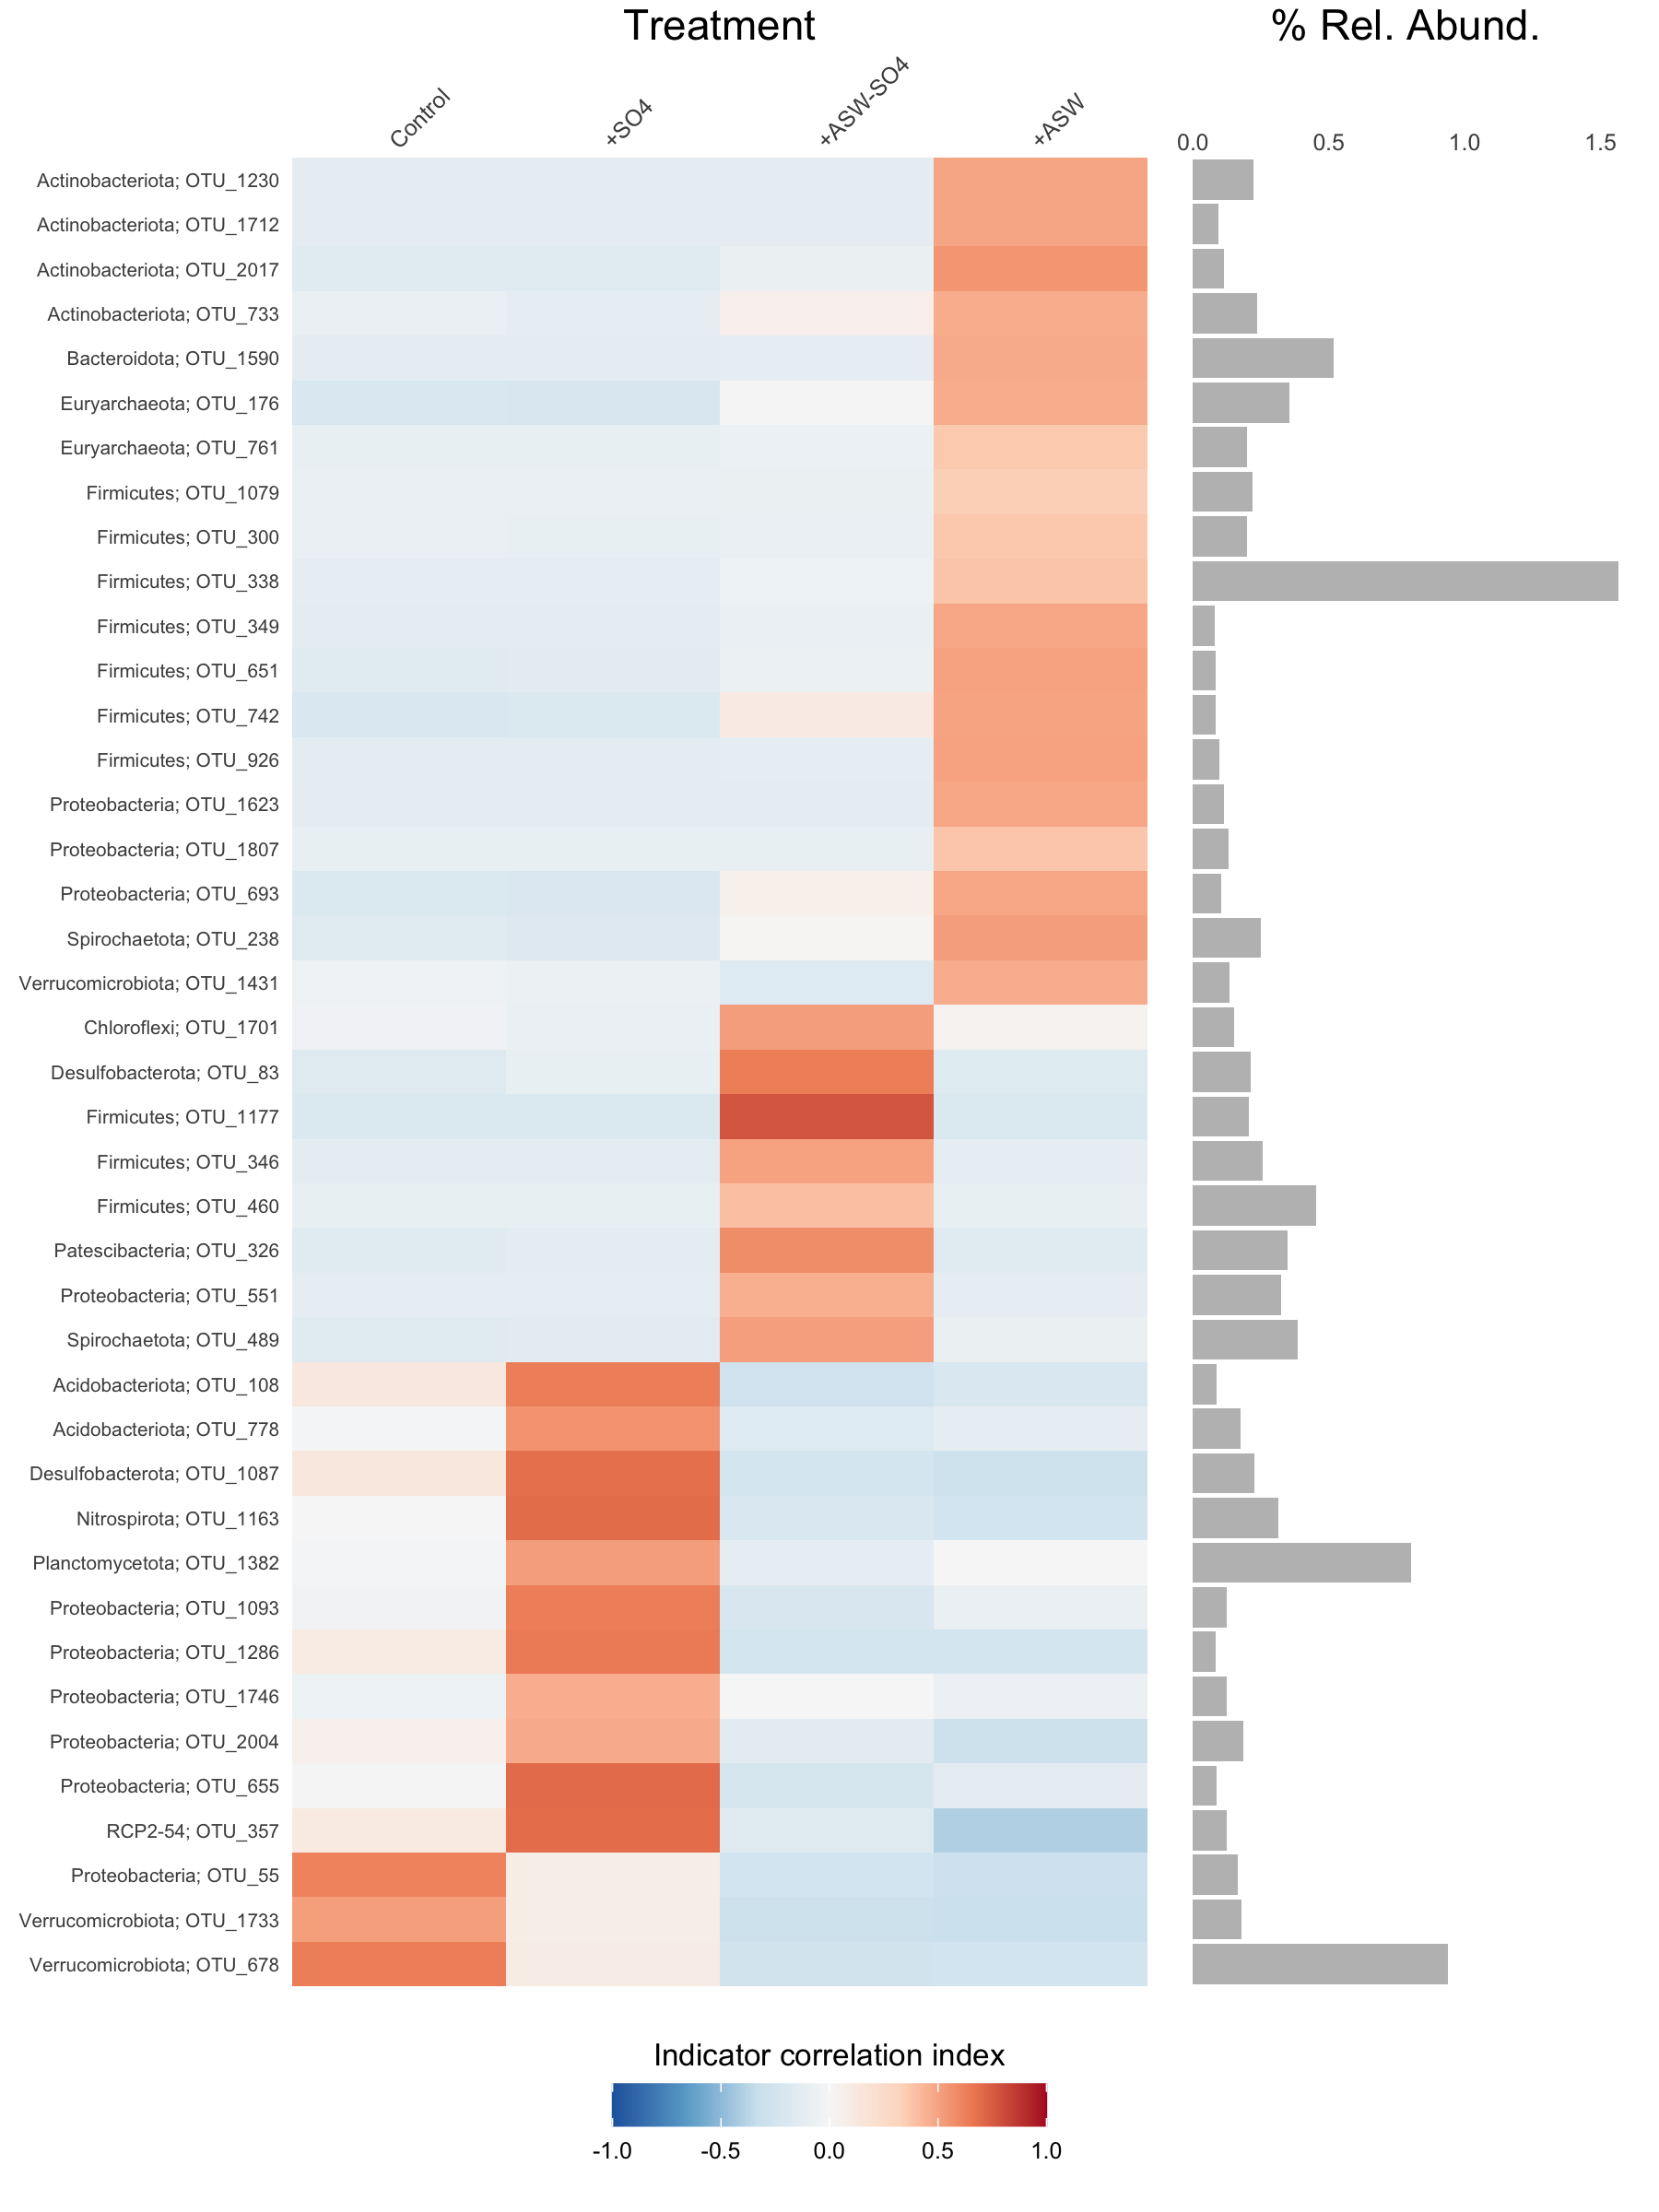 Treatment
% Rel. Abund.
Control
+SO4
+ASW-SO4
+ASW
0.0 0.5 1.0 1.5
Actinobacteriota; OTU_1230
Actinobacteriota; OTU_1712
Actinobacteriota; OTU_2017
Actinobacteriota; OTU_733
Bacteroidota; OTU_1590
Euryarchaeota; OTU_176
Euryarchaeota; OTU_761
Firmicutes; OTU_1079
Firmicutes; OTU_300
Firmicutes; OTU_338
Firmicutes; OTU_349
Firmicutes; OTU_651
Firmicutes; OTU_742
Firmicutes; OTU_926
Proteobacteria; OTU_1623
Proteobacteria; OTU_1807
Proteobacteria; OTU_693
Spirochaetota; OTU_238
Verrucomicrobiota; OTU_1431
Chloroflexi; OTU_1701
Desulfobacterota; OTU_83
Firmicutes; OTU_1177
Firmicutes; OTU_346
Firmicutes; OTU_460
Patescibacteria; OTU_326
Proteobacteria; OTU_551
Spirochaetota; OTU_489
Acidobacteriota; OTU_108
Acidobacteriota; OTU_778
Desulfobacterota; OTU_1087
Nitrospirota; OTU_1163
Planctomycetota; OTU_1382
Proteobacteria; OTU_1093
Proteobacteria; OTU_1286
Proteobacteria; OTU_1746
Proteobacteria; OTU_2004
Proteobacteria; OTU_655
RCP2-54; OTU_357
Proteobacteria; OTU_55
Verrucomicrobiota; OTU_1733
Verrucomicrobiota; OTU_678
Indicator correlation index
-1.0 -0.5 0.0 0.5 1.0